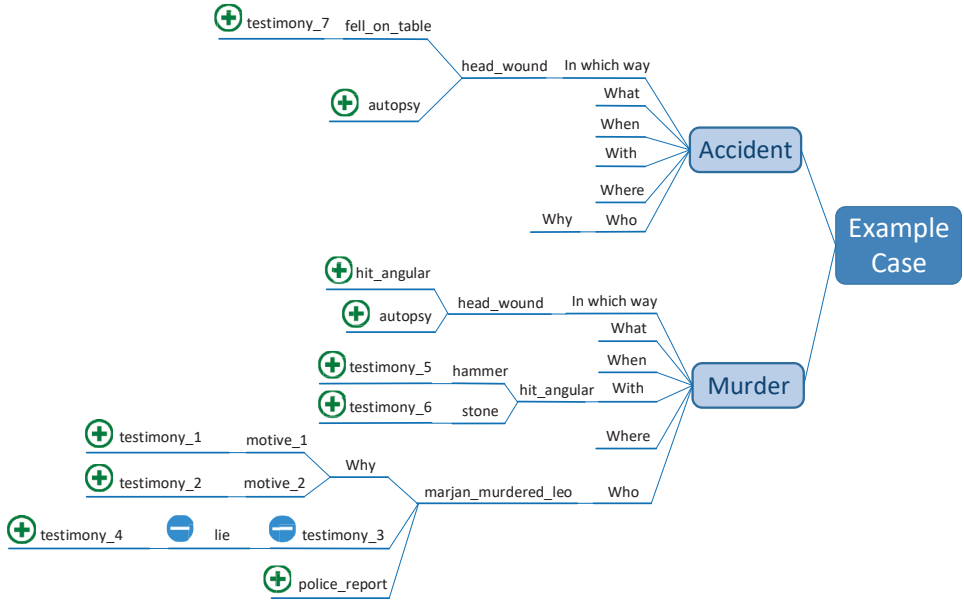 testimony_7 fell_on_table
head_wound In which way
What
autopsy
When
Accident
With
Where
Why Who
Example
Case
hit_angular
head_wound In which way
autopsy
What
When
testimony_5 hammer
Murder
hit_angular With
testimony_6 stone
Where
testimony_1 motive_1
Why
testimony_2 motive_2
marjan_murdered_leo Who
testimony_4 lie testimony_3
police_report